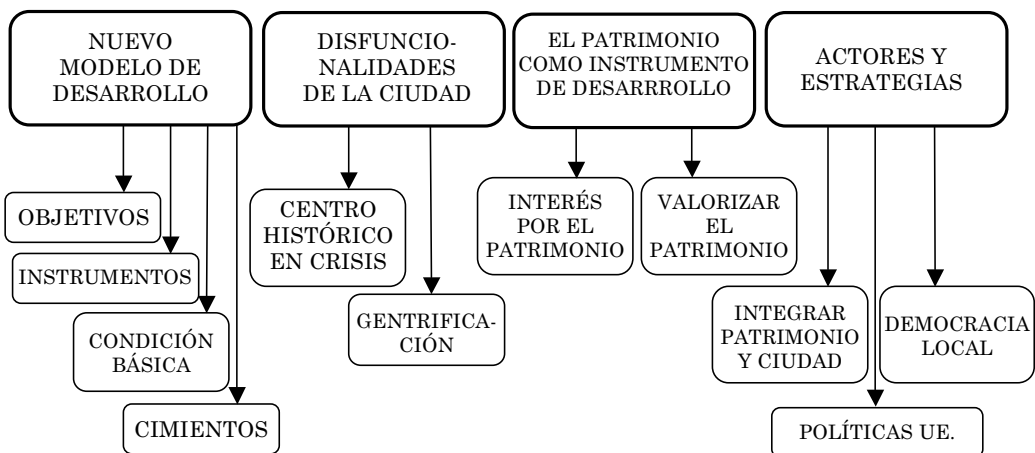 NUEVO
MODELO DE
DESARROLLO
DISFUNCIO-
NALIDADES
DE LA CIUDAD
EL PATRIMONIO
COMO INSTRUMENTO
DE DESARRROLLO
ACTORES Y
ESTRATEGIAS
OBJETIVOS
INSTRUMENTOS
CONDICIÓN
BÁSICA
CIMIENTOS
CENTRO
HISTÓRICO
EN CRISIS
GENTRIFICA-
CIÓN
INTERÉS
POR EL
PATRIMONIO
VALORIZAR
EL
PATRIMONIO
INTEGRAR
PATRIMONIO
Y CIUDAD
POLÍTICAS UE.
DEMOCRACIA
LOCAL